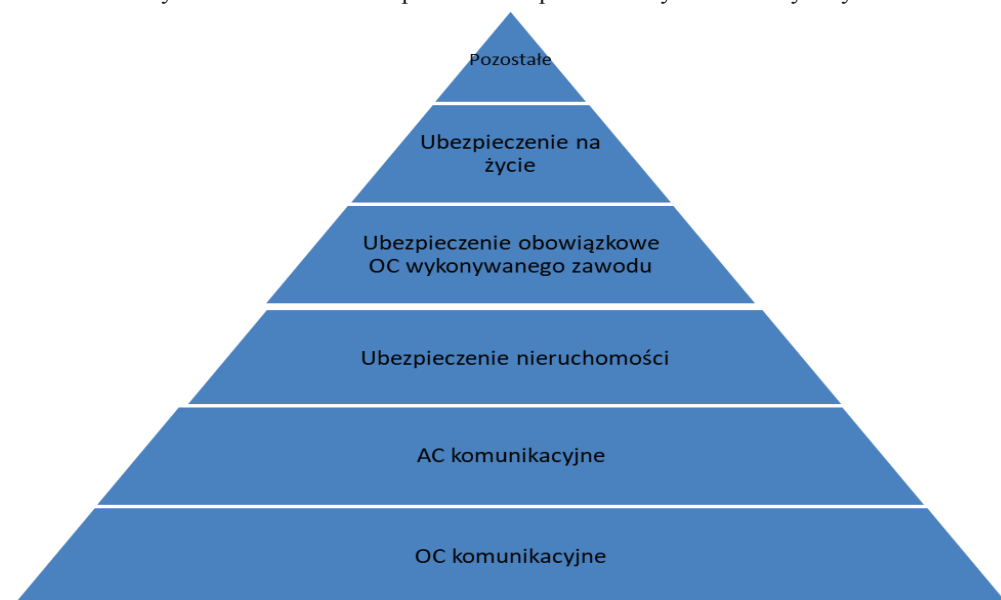 Pozostałe
Ubezpieczenie na
życie
Ubezpieczenie obowiązkowe
OC wykonywanego zawodu
Ubezpieczenie nieruchomości
AC komunikacyjne
OC komunikacyjne